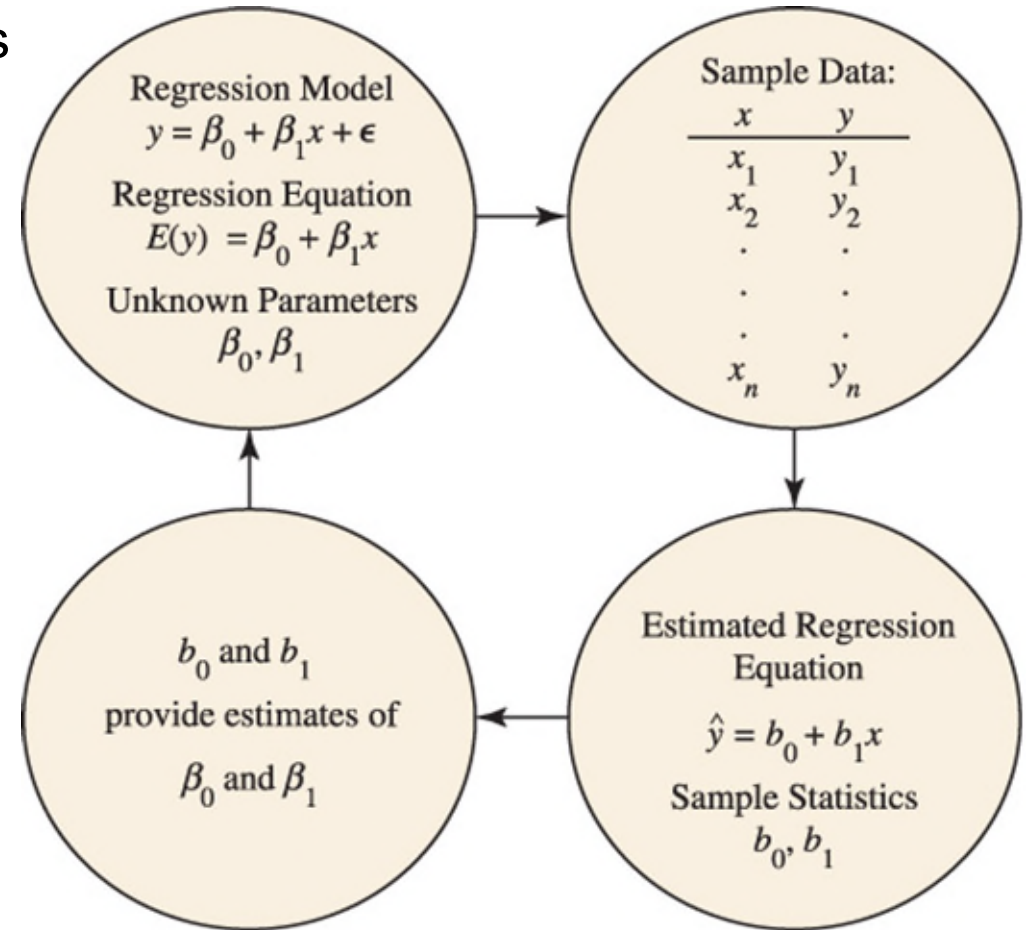 s
Regression Model
y = β₀ + β₁x + ϵ
Regression Equation
E(y) = β₀ + β₁x
Unknown Parameters
β₀, β₁
Sample Data:
x y
x₁ y₁
x₂ y₂
. .
. .
. .
xₙ yₙ
Estimated Regression
Equation
ŷ = b₀ + b₁x
Sample Statistics
b₀, b₁
b₀ and b₁
provide estimates of
β₀ and β₁